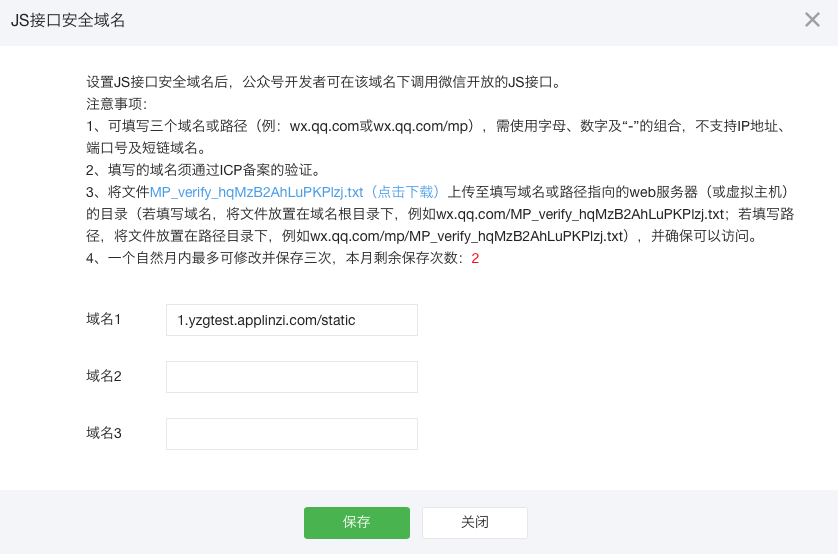 JS接口安全域名
设置JS接口安全域名后，公众号开发者可在该域名下调用微信开放的JS接口。
注意事项：
1、可填写三个域名或路径（例：wx.qq.com或wx.qq.com/mp），需使用字母、数字及“-”的组合，不支持IP地址、
端口号及短链域名。
2、填写的域名须通过ICP备案的验证。
3、将文件MP_verify_hqMzB2AhLuPKPlzj.txt（点击下载）上传至填写域名或路径指向的web服务器（或虚拟主机）
的目录（若填写域名，将文件放置在域名根目录下，例如wx.qq.com/MP_verify_hqMzB2AhLuPKPlzj.txt；若填写路
径，将文件放置在路径目录下，例如wx.qq.com/mp/MP_verify_hqMzB2AhLuPKPlzj.txt），并确保可以访问。
4、一个自然月内最多可修改并保存三次，本月剩余保存次数：2
域名1
1.yzgtest.applinzi.com/static
域名2
域名3
保存
关闭